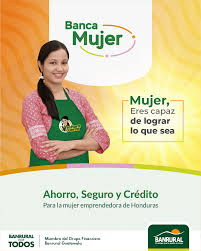 Banca
Mujer
Mujer,
Eres capaz
de lograr
lo que sea
Ahorro, Seguro y Crédito
Para la mujer emprendedora de Honduras
BANRURAL
TODOS
Miembro del Grupo Financiero
Banrural Guatemala
BANRURAL